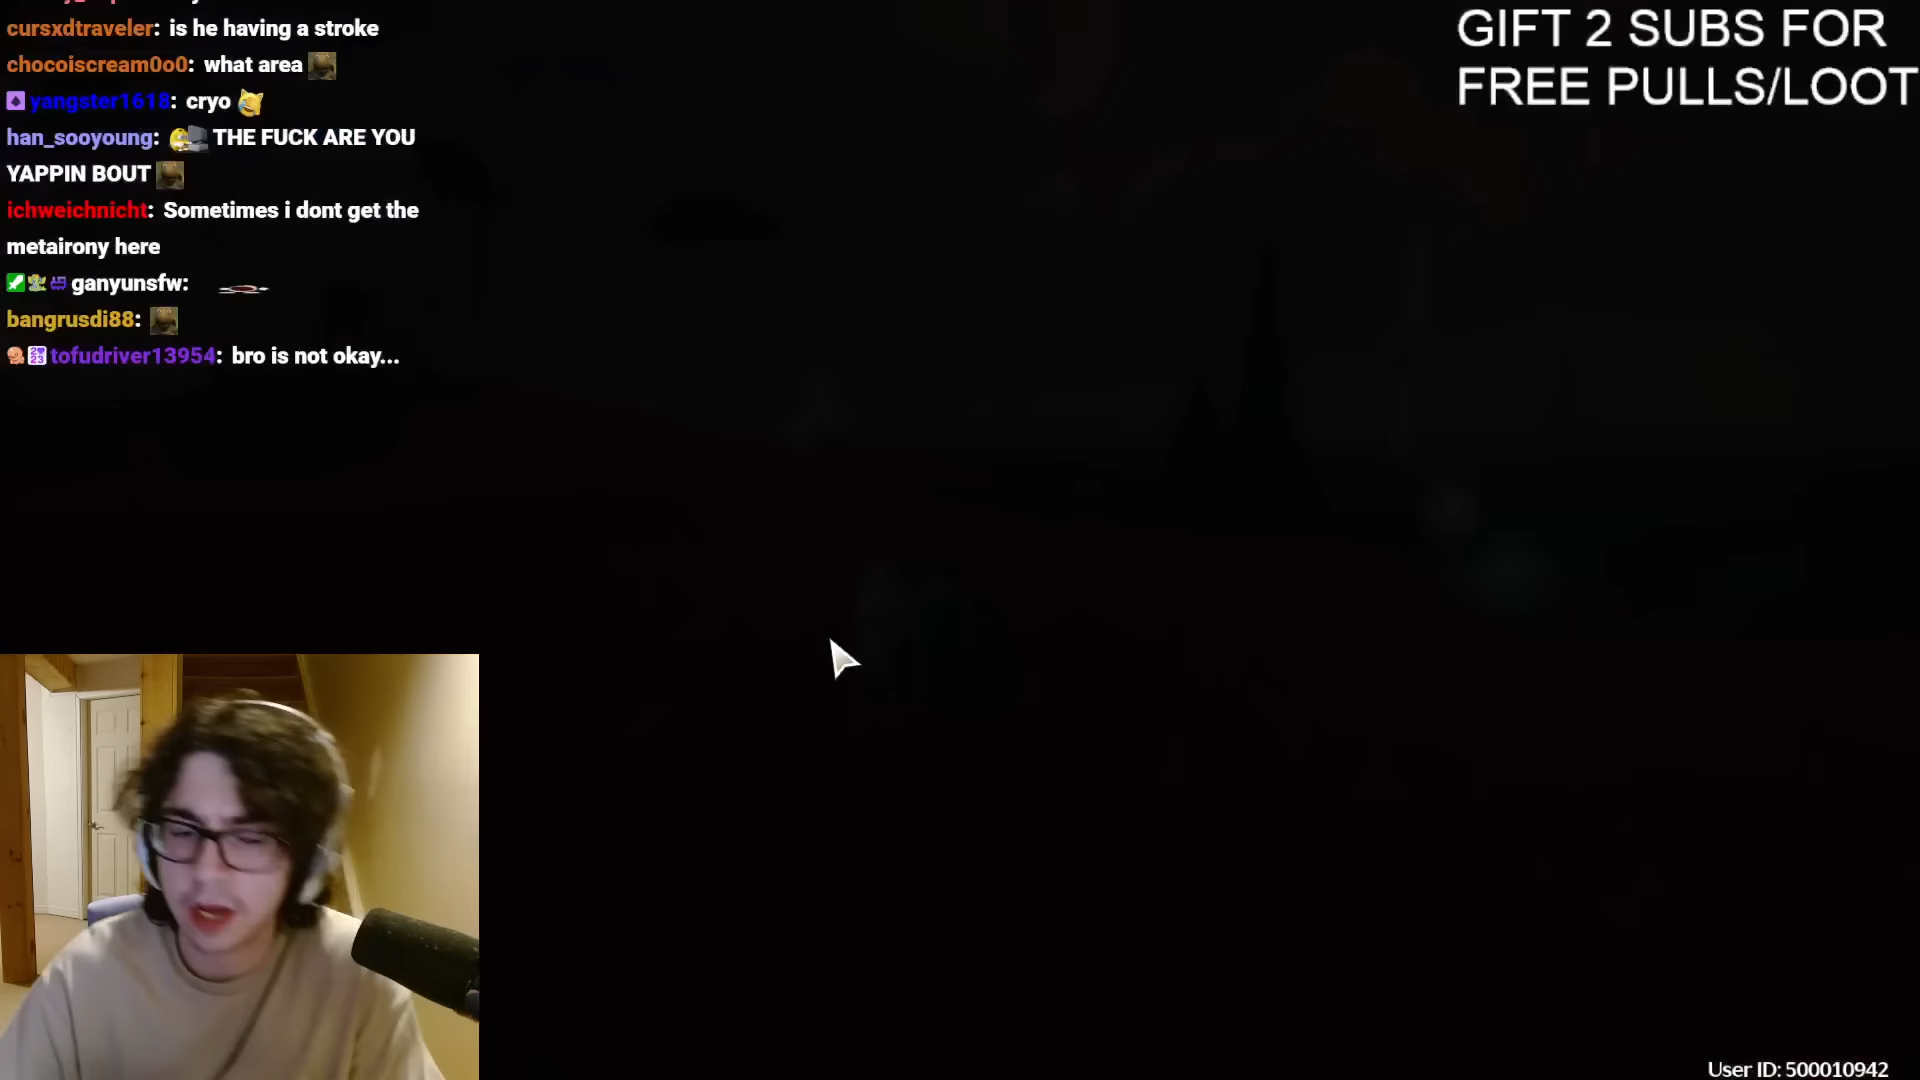 cursxdtraveler: is he having a stroke
chocoiscream0o0: what area
yangster1618: cryo
han_sooyoung: THE FUCK ARE YOU
YAPPIN BOUT
ichweichnicht: Sometimes i dont get the
metairony here
ganyunsfw:
bangrusdi88:
tofudriver13954: bro is not okay...
GIFT 2 SUBS FOR
FREE PULLS/LOOT
User ID: 500010942